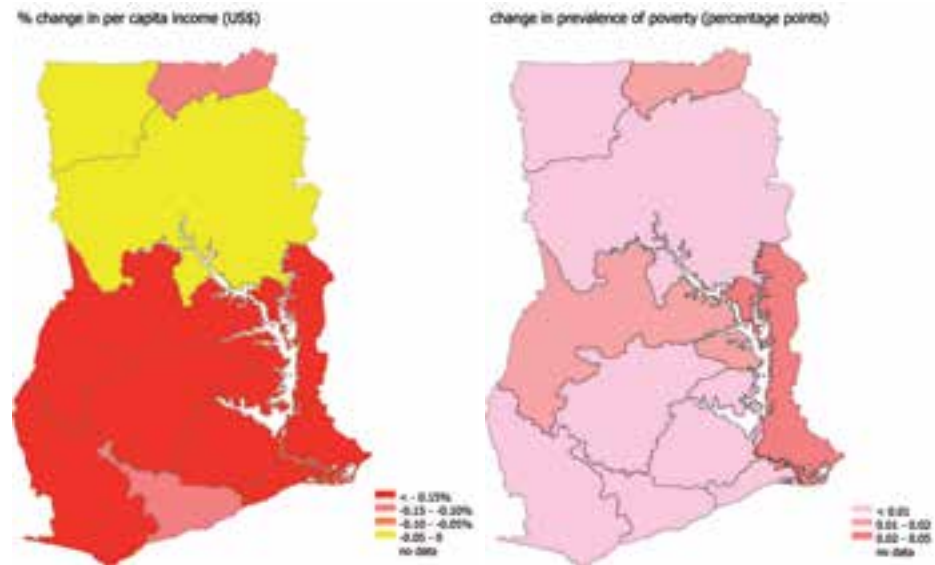 % change in per capita income (US$)
change in prevalence of poverty (percentage points)
< - 0.15%
-0.15 - -0.10%
-0.10 - -0.05%
-0.05 - 0
no data
< 0.01
0.01 - 0.02
0.02 - 0.05
no data